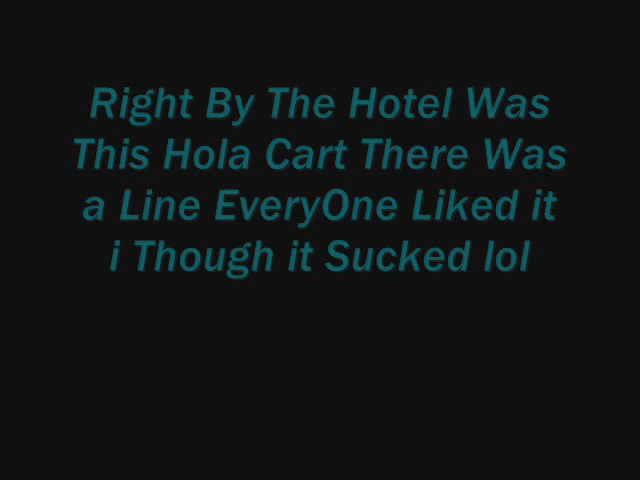 Right By The Hotel Was
This Hola Cart There Was
a Line EveryOne Liked it
i Though it Sucked lol